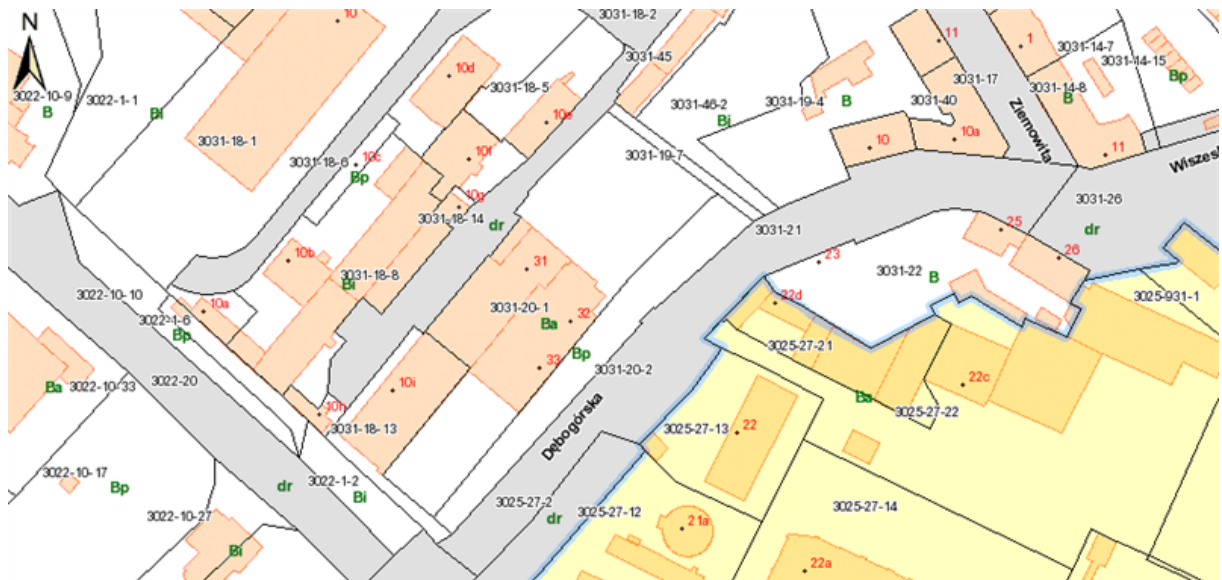 N
10
3031-18-2
11
1
3031-14-7
3031-14-15
3031-45
10d
3031-18-5
3031-17
Bp
3022-10-9
3022-1-1
B
Bi
3031-46-2
3031-19-4
B
3031-40
3031-14-8
B
10e
Bi
Ziemowita
3031-18-1
10
10a
11
3031-18-6
10c
10f
3031-19-7
Bp
3031-26
10g
3031-18-14
dr
3031-21
25
dr
10b
31
23
26
3031-18-8
Bi
3031-22
B
3022-10-10
3025-931-1
10a
3031-20-1
22d
3022-1-6
Ba
32
Bp
3025-27-21
Bp
33
3031-20-2
3022-20
Ba
3022-10-33
10i
22c
Ba
3025-27-22
Dębogórska
10h
3031-18-13
3025-27-13
22
3022-10-17
Bp
dr
3022-1-2
Bi
3025-27-2
3025-27-12
3025-27-14
3022-10-27
dr
21a
Bi
22a